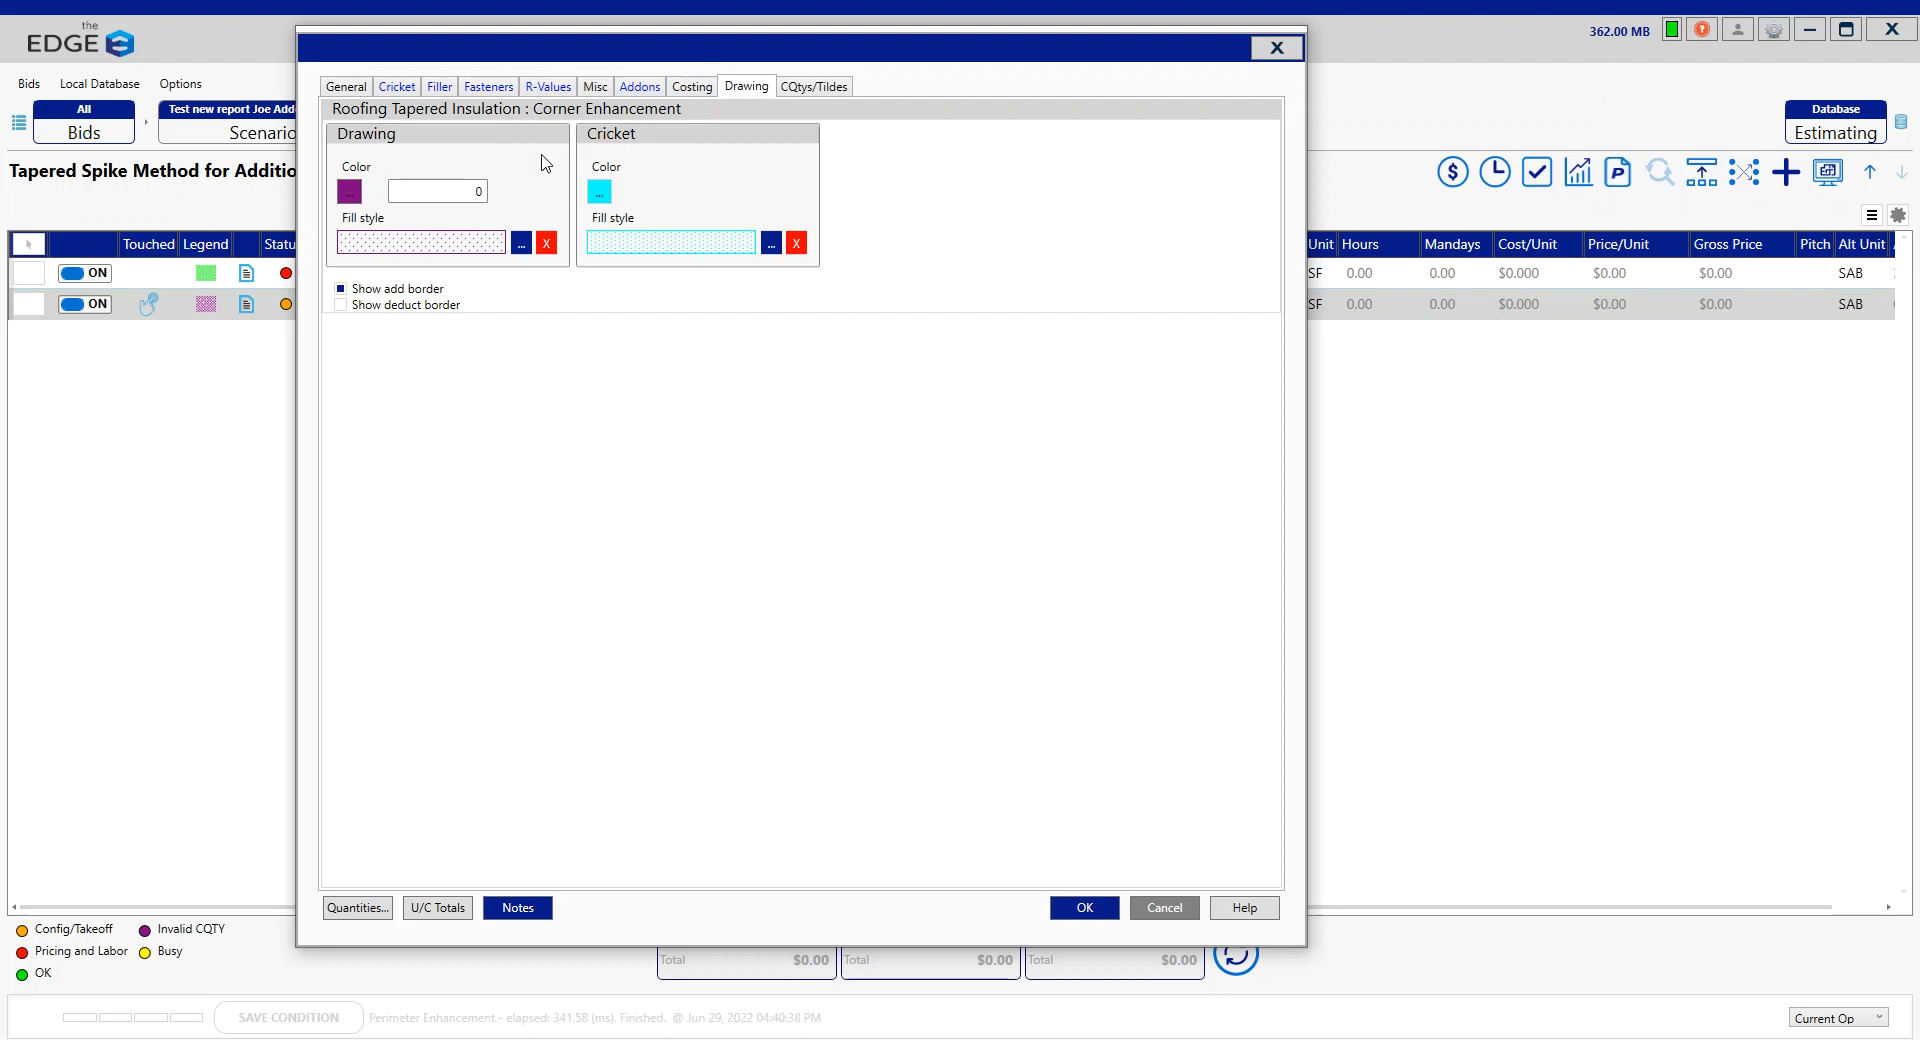 the
EDGE
362.00 MB
?
X
Bids
Local Database
Options
All
Bids
Test new report Joe Add
Scenario
Database
Estimating
Tapered Spike Method for Additio
$
P
Touched
Legend
Statu
ON
ON
Unit
Hours
Mandays
Cost/Unit
Price/Unit
Gross Price
Pitch
Alt Unit
SF
0.00
0.00
$0.000
$0.00
$0.00
SAB
SF
0.00
0.00
$0.000
$0.00
$0.00
SAB
X
General
Cricket
Filler
Fasteners
R-Values
Misc
Addons
Costing
Drawing
CQtys/Tildes
Roofing Tapered Insulation : Corner Enhancement
Drawing
Color
...
0
Fill style
...
X
Cricket
Color
...
Fill style
...
X
Show add border
Show deduct border
Quantities...
U/C Totals
Notes
OK
Cancel
Help
Config/Takeoff
Invalid CQTY
Pricing and Labor
Busy
OK
Total
$0.00
Total
$0.00
Total
$0.00
SAVE CONDITION
Perimeter Enhancement - elapsed: 341.58 (ms). Finished. @ Jun 29, 2022 04:40:38 PM
Current Op